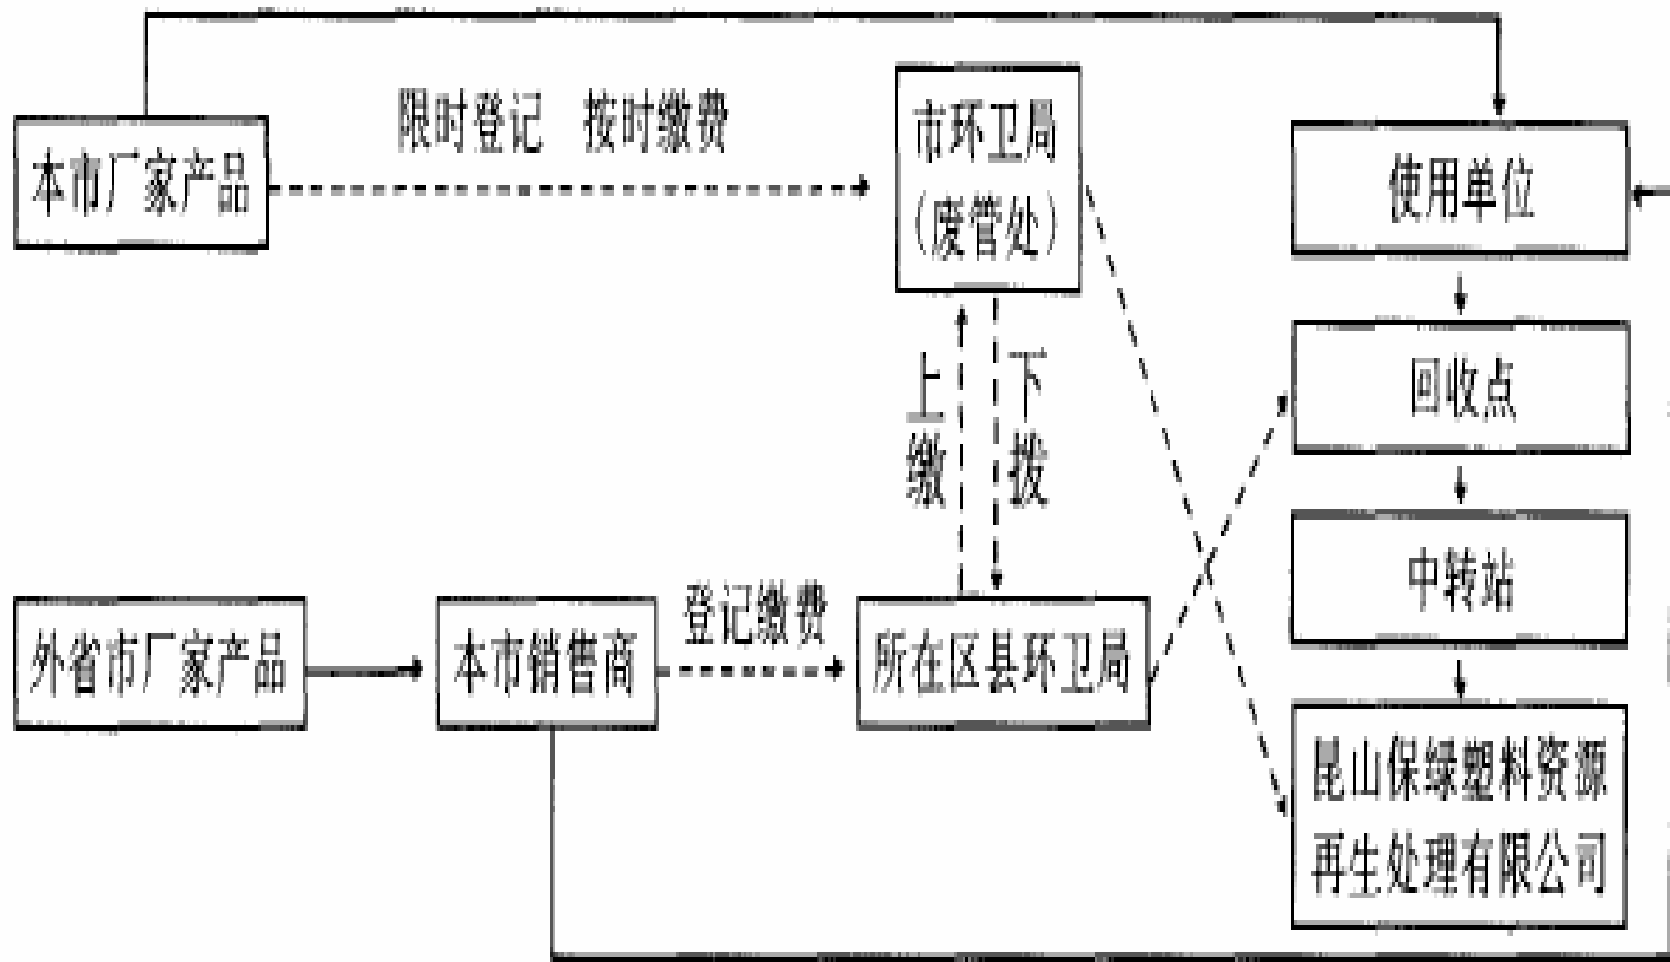 限时登记 按时缴费
本市厂家产品
市环卫局
(废管处)
使用单位
上缴
下拨
回收点
中转站
外省市厂家产品
本市销售商
登记缴费
所在区县环卫局
昆山保绿塑料资源
再生处理有限公司